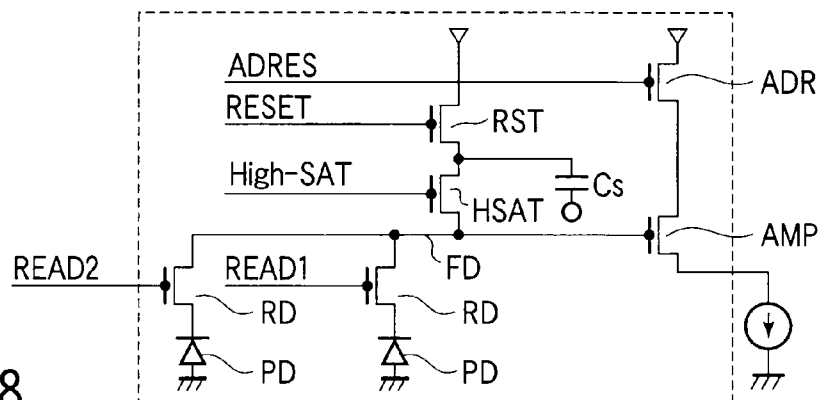 ADRES
ADR
RESET
RST
High-SAT
Cs
HSAT
AMP
READ2
READ1
FD
RD
RD
PD
PD
8